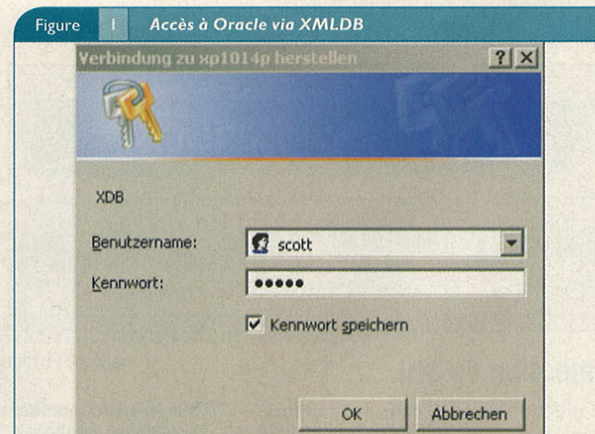 Figure 1 Accès à Oracle via XMLDB
Verbindung zu xp1014p herstellen
XDB
Benutzername: scott
Kennwort: •••••
Kennwort speichern
OK Abbrechen